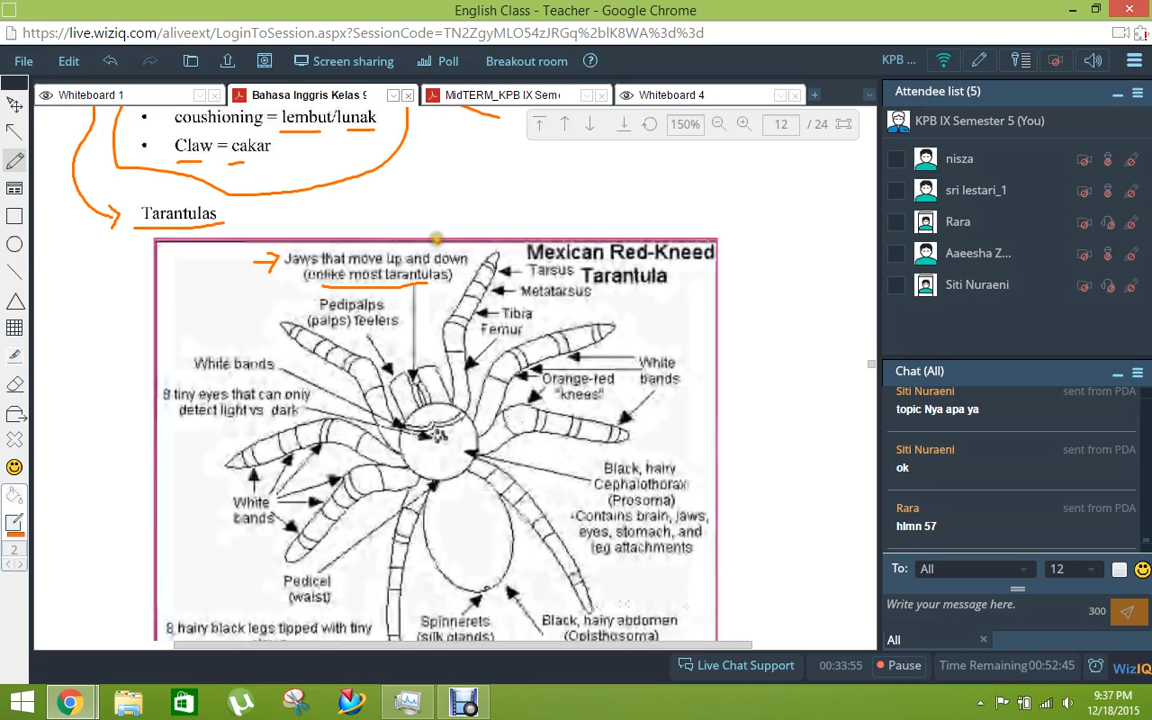 English Class - Teacher - Google Chrome
https://live.wiziq.com/aliveext/LoginToSession.aspx?SessionCode=TN2ZgyMLO54zJRGq%2blK8WA%3d%3d
File Edit Screen sharing Poll Breakout room KPB ...
Whiteboard 1 Bahasa Inggris Kelas 9 MidTERM_KPB IX Sem Whiteboard 4
150% 12 / 24
• coushioning = lembut/lunak
• Claw = cakar
Tarantulas
Mexican Red-Kneed
Tarantula
Jaws that move up and down
(unlike most tarantulas)
Tarsus
Metatarsus
Pedipalps
(palps) feelers
Tibia
Femur
White bands
White
bands
Orange-red
"knees"
8 tiny eyes that can only
detect light vs dark
Black, hairy
Cephalothorax
(Prosoma)
-Contains brain, jaws,
eyes, stomach, and
leg attachments
White
bands
Pedicel
(waist)
Spinnerets
(silk glands)
Black, hairy abdomen
(Opisthosoma)
8 hairy black legs tipped with tiny
2
Attendee list (5)
KPB IX Semester 5 (You)
nisza
sri lestari_1
Rara
Aaeesha Z...
Siti Nuraeni
Chat (All)
Siti Nuraeni sent from PDA
topic Nya apa ya
Siti Nuraeni sent from PDA
ok
Rara sent from PDA
hlmn 57
To: All 12
Write your message here. 300
All
Live Chat Support 00:33:55 Pause Time Remaining 00:52:45 WizIQ
9:37 PM
12/18/2015